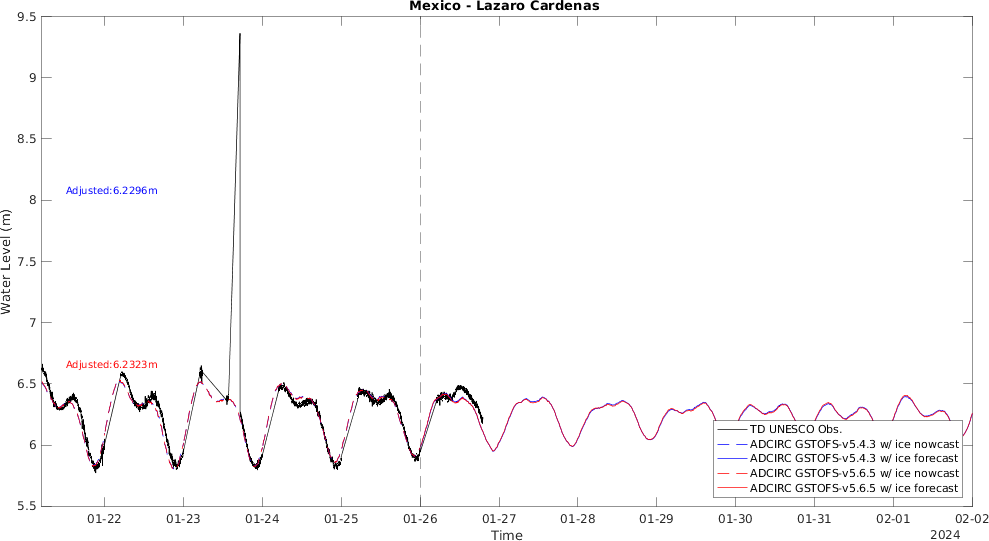 Mexico - Lazaro Cardenas
9.5
9
8.5
8
7.5
7
6.5
6
5.5
Water Level (m)
Adjusted:6.2296m
Adjusted:6.2323m
TD UNESCO Obs.
ADCIRC GSTOFS-v5.4.3 w/ ice nowcast
ADCIRC GSTOFS-v5.4.3 w/ ice forecast
ADCIRC GSTOFS-v5.6.5 w/ ice nowcast
ADCIRC GSTOFS-v5.6.5 w/ ice forecast
01-22 01-23 01-24 01-25 01-26 01-27 01-28 01-29 01-30 01-31 02-01 02-02
Time
2024